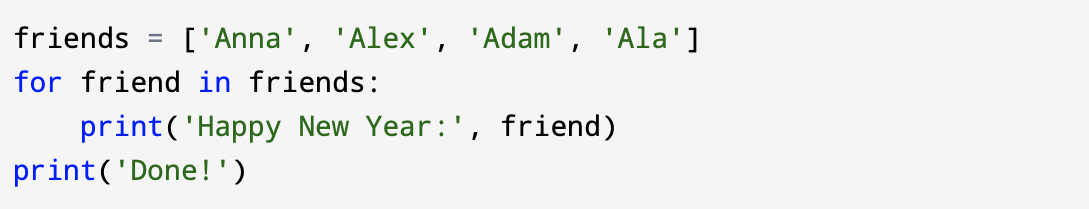 friends = ['Anna', 'Alex', 'Adam', 'Ala']
for friend in friends:
    print('Happy New Year:', friend)
print('Done!')